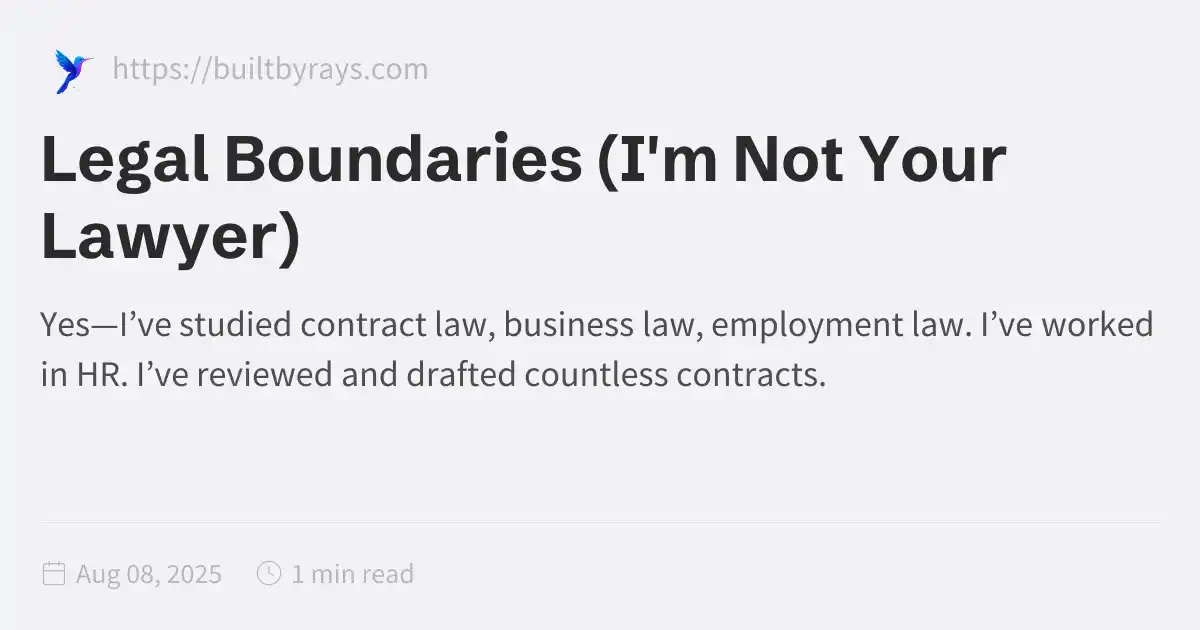 https://builtbyrays.com
Legal Boundaries (I'm Not Your
Lawyer)
Yes—I’ve studied contract law, business law, employment law. I’ve worked
in HR. I’ve reviewed and drafted countless contracts.
Aug 08, 2025 1 min read